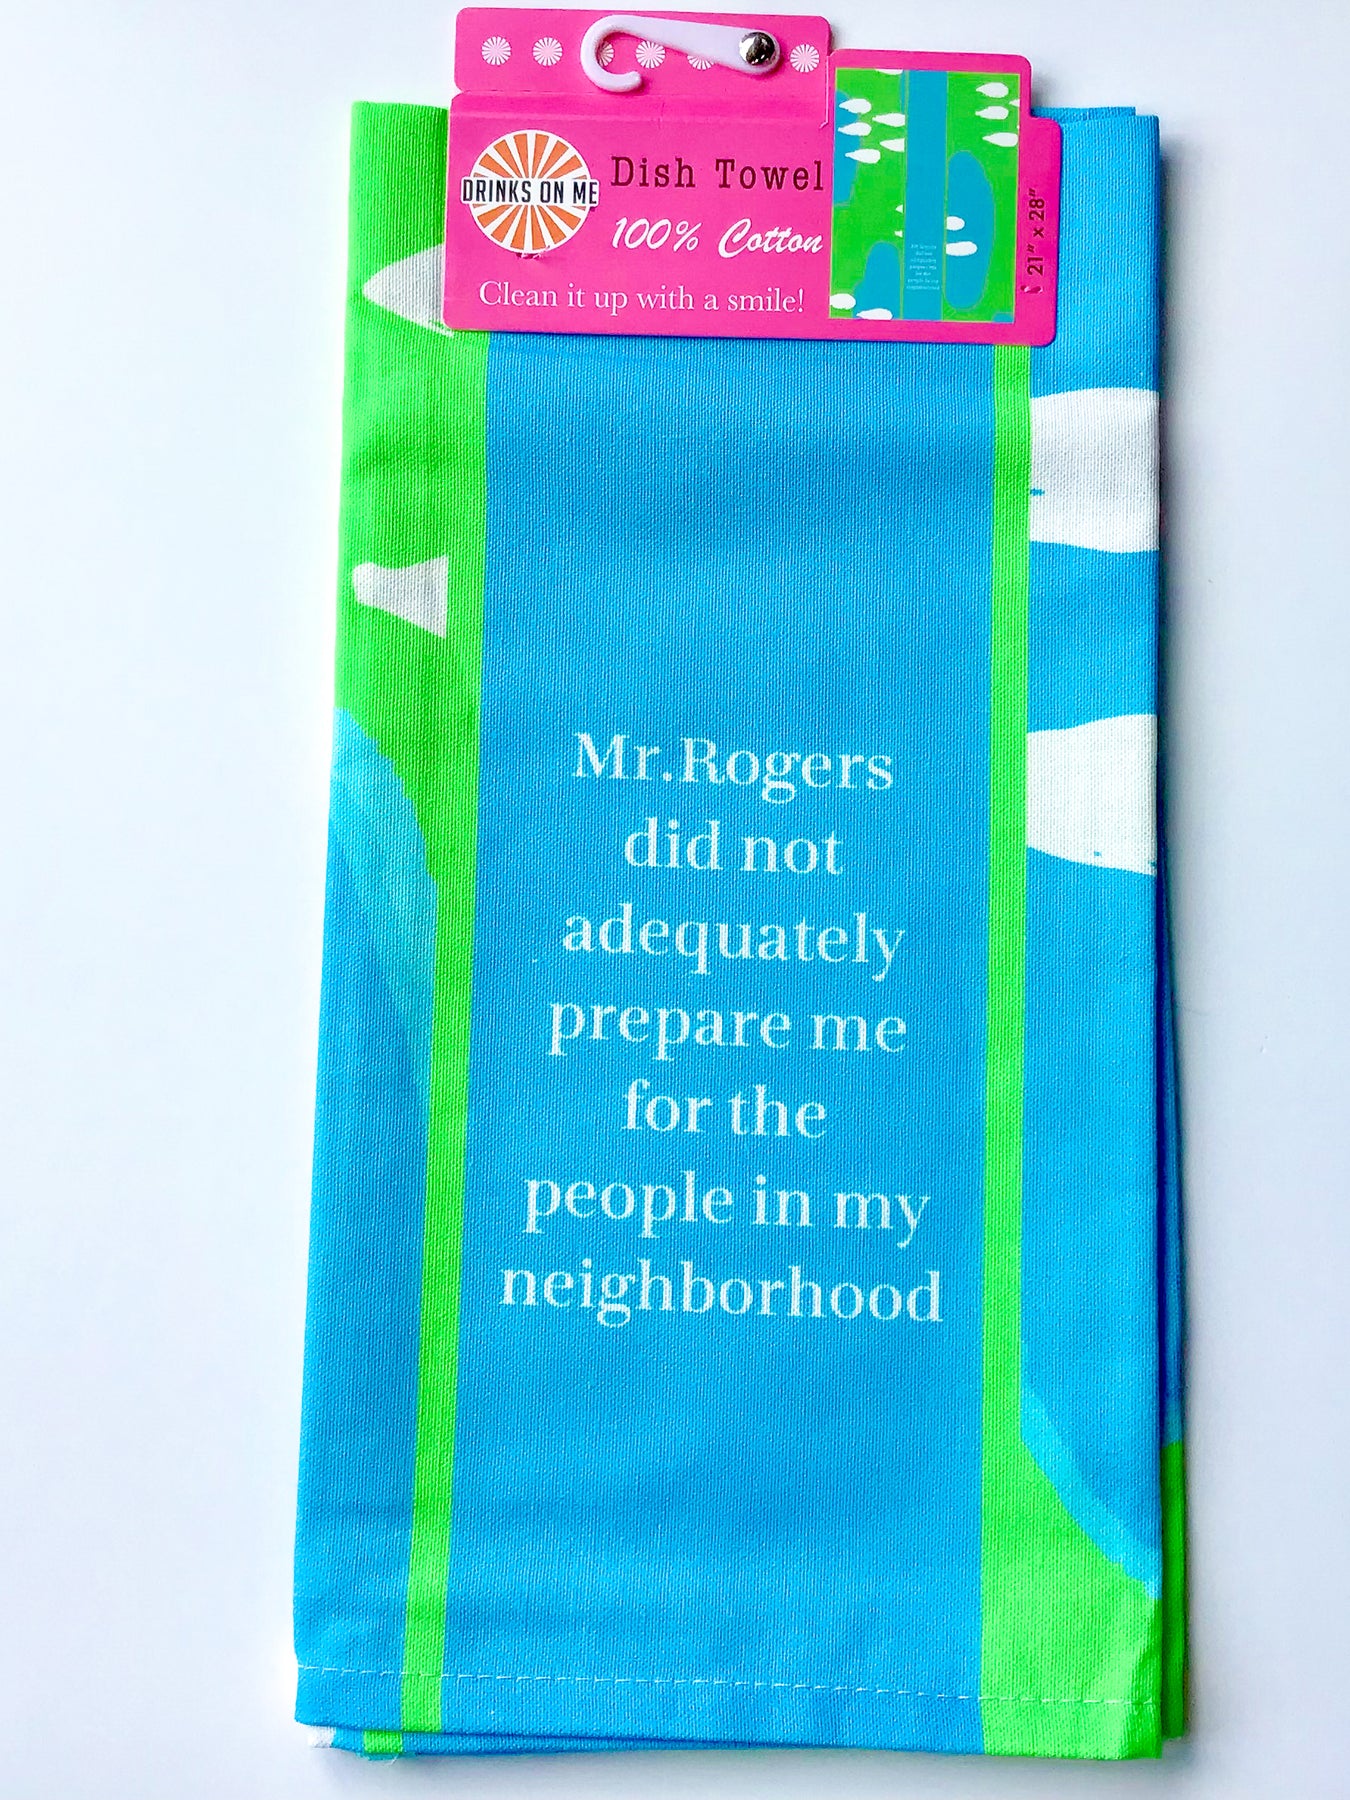 DRINKS ON ME
Dish Towel
100% Cotton
Clean it up with a smile!
21" x 28"
Mr.Rogers
did not
adequately
prepare me
for the
people in my
neighborhood